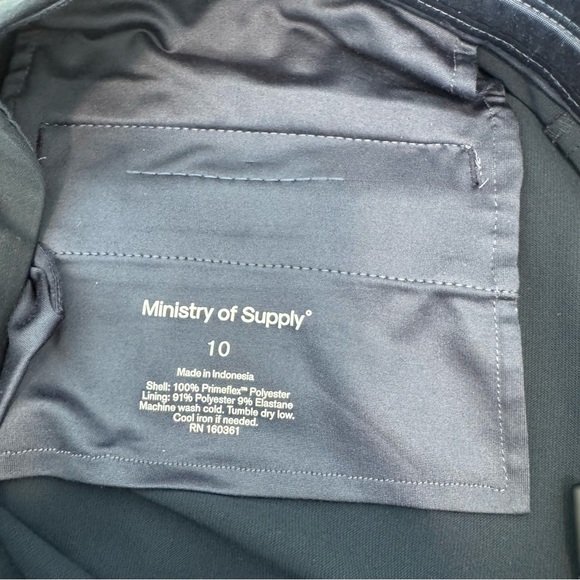 Ministry of Supply°
10
Made in Indonesia
Shell: 100% Primeflex™ Polyester
Lining: 91% Polyester 9% Elastane
Machine wash cold. Tumble dry low.
Cool iron if needed.
RN 160361